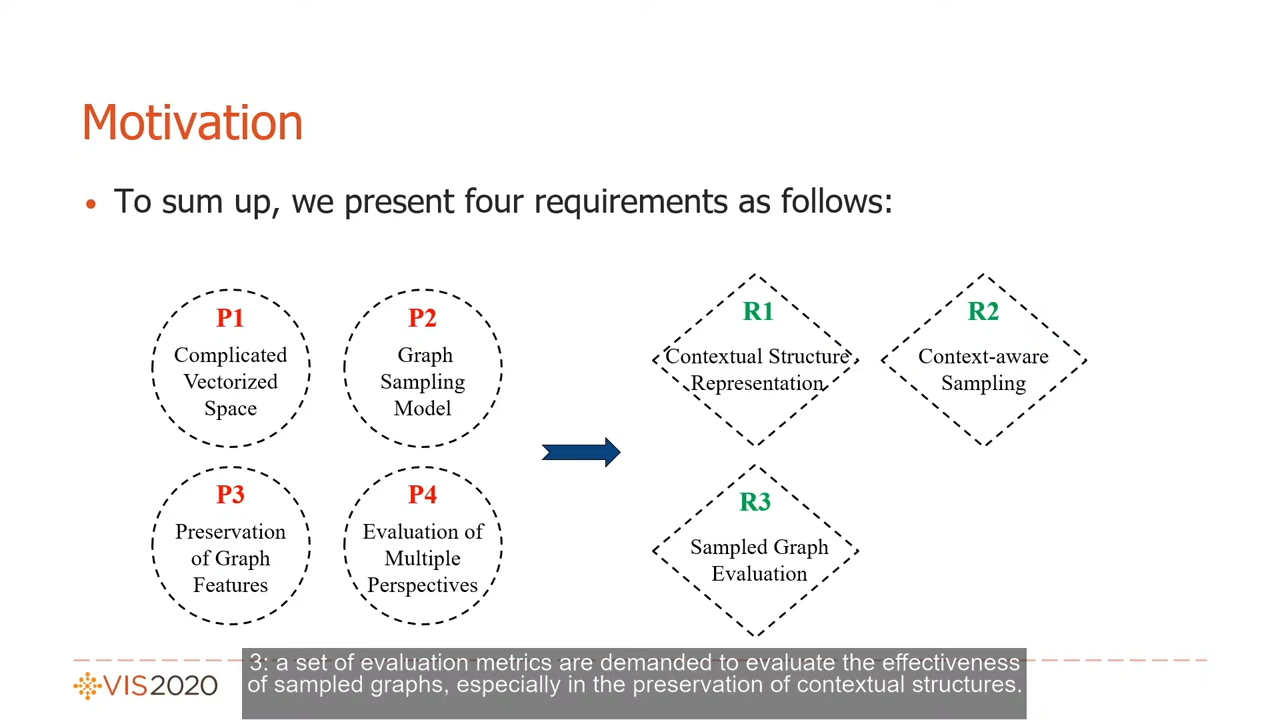 Motivation
• To sum up, we present four requirements as follows:
P1
Complicated
Vectorized
Space
P2
Graph
Sampling
Model
P3
Preservation
of Graph
Features
P4
Evaluation of
Multiple
Perspectives
R1
Contextual Structure
Representation
R2
Context-aware
Sampling
R3
Sampled Graph
Evaluation
3: a set of evaluation metrics are demanded to evaluate the effectiveness
of sampled graphs, especially in the preservation of contextual structures.
VIS2020